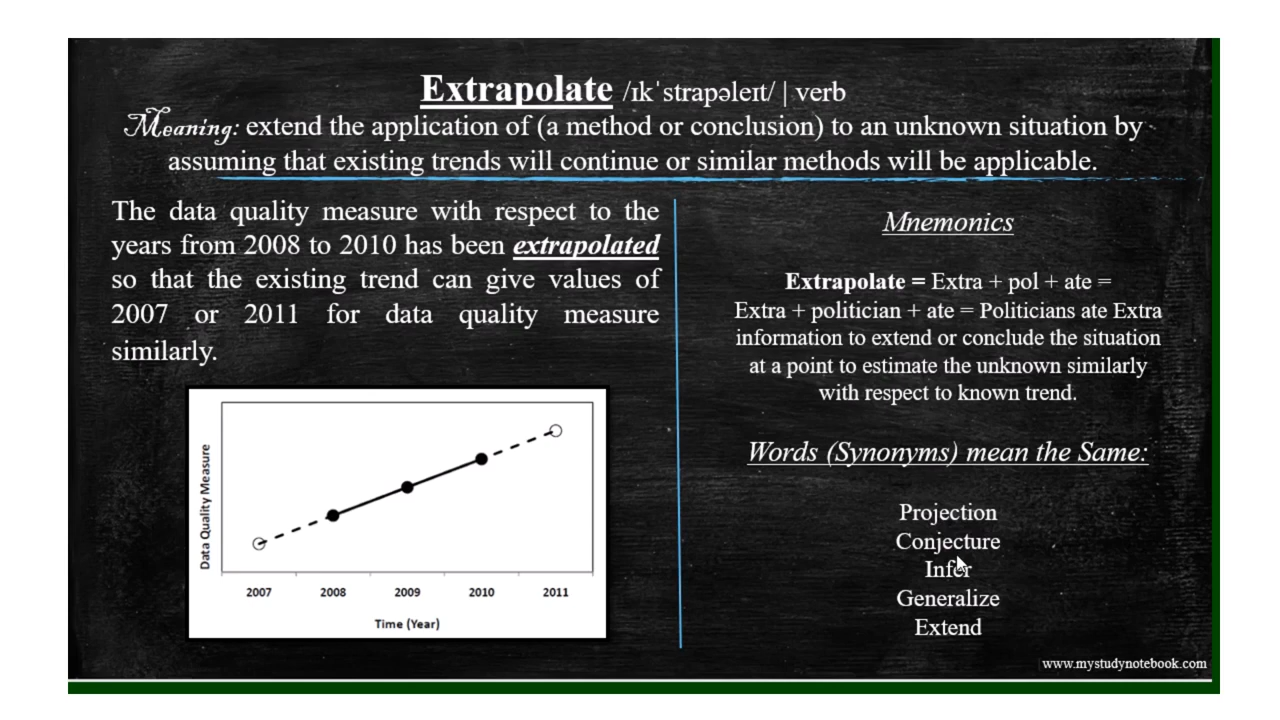 Extrapolate /ɪkˈstrapəleɪt/ | verb
Meaning: extend the application of (a method or conclusion) to an unknown situation by
assuming that existing trends will continue or similar methods will be applicable.
The data quality measure with respect to the
years from 2008 to 2010 has been extrapolated
so that the existing trend can give values of
2007 or 2011 for data quality measure
similarly.
Data Quality Measure
2007 2008 2009 2010 2011
Time (Year)
Mnemonics
Extrapolate = Extra + pol + ate =
Extra + politician + ate = Politicians ate Extra
information to extend or conclude the situation
at a point to estimate the unknown similarly
with respect to known trend.
Words (Synonyms) mean the Same:
Projection
Conjecture
Infer
Generalize
Extend
www.mystudynotebook.com